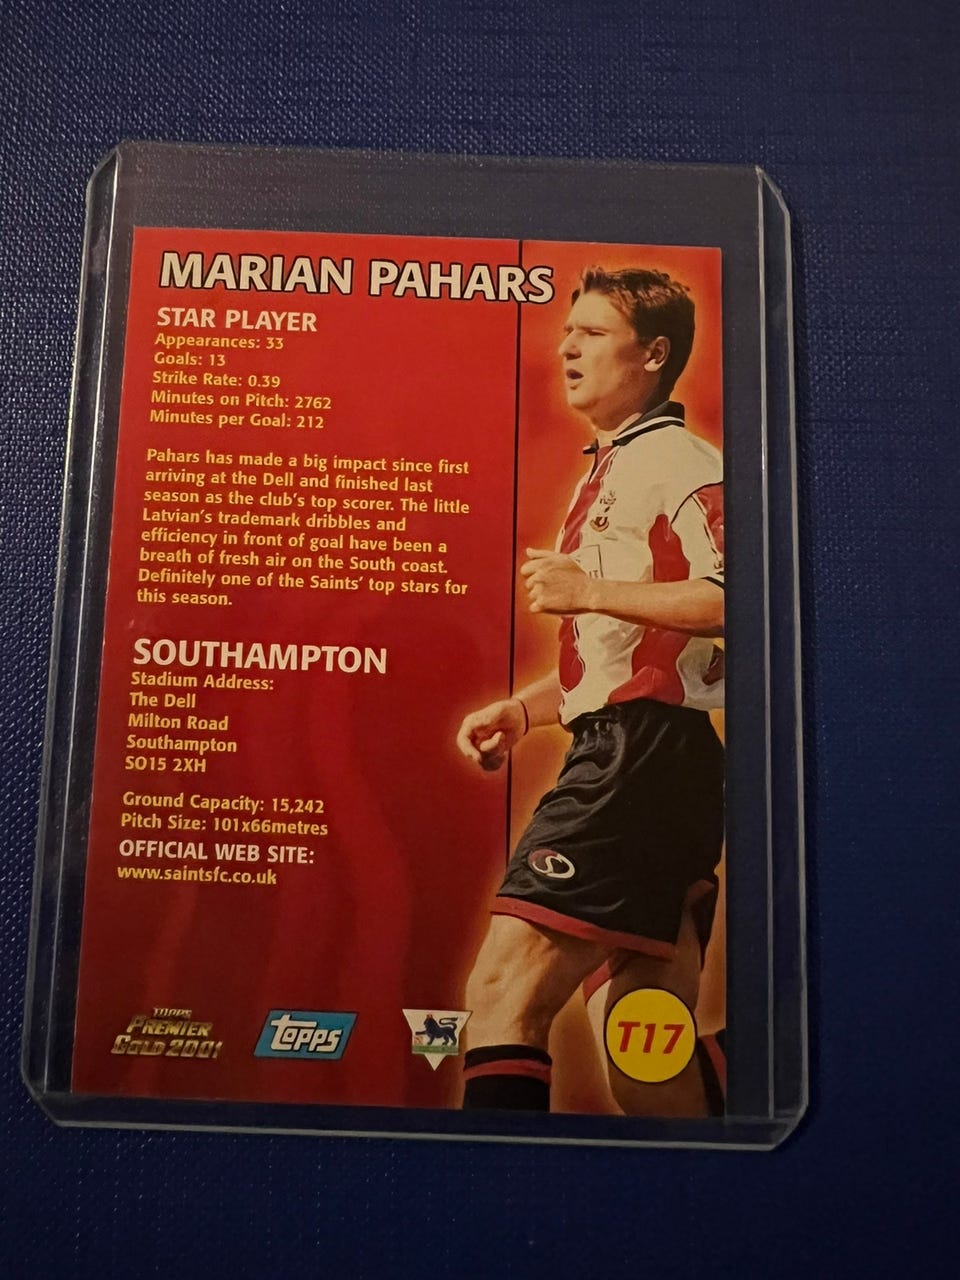 MARIAN PAHARS
STAR PLAYER
Appearances: 33
Goals: 13
Strike Rate: 0.39
Minutes on Pitch: 2762
Minutes per Goal: 212
Pahars has made a big impact since first
arriving at the Dell and finished last
season as the club's top scorer. The little
Latvian's trademark dribbles and
efficiency in front of goal have been a
breath of fresh air on the South coast.
Definitely one of the Saints' top stars for
this season.
SOUTHAMPTON
Stadium Address:
The Dell
Milton Road
Southampton
SO15 2XH
Ground Capacity: 15,242
Pitch Size: 101x66metres
OFFICIAL WEB SITE:
www.saintsfc.co.uk
TOPPS
PREMIER
GOLD 2001
Topps
T17